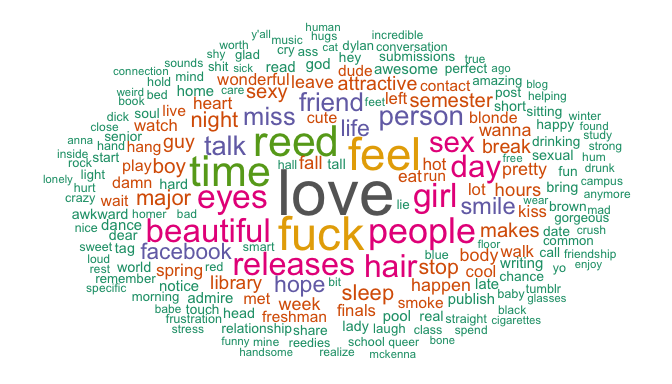 human
y'all music hugs incredible
worth cry ass cat dylan conversation
shy glad hey submissions true
sounds shit sick read god dude awesome perfect ago
connection hold mind wonderful leave attractive contact amazing blog
weird bed home care sexy friend feet left semester post helping
book soul heart miss cute life person blonde short sitting winter
dick live night reed feel wanna happy found
close senior watch guy talk sex break drinking study
anna hand hang time hall fall tall hot day free sexual strong
inside start play boy eat run pretty fun hum
rock damn hard love lot hours bring drunk
lonely light major eyes lie girl smile wear campus
hurt wait kiss brown mad anymore
crazy awkward homer bad beautiful fuck people makes gorgeous
nice dance facebook smart floor date crush
dear releases hair blue body walk call common
sweet tag stop cool writing friendship
loud world spring red library hope bit happen late chance yo enjoy
rest remember notice met week sleep smoke publish baby tumblr
specific morning admire finals glasses
babe touch head freshman pool real straight black
frustration relationship share lady laugh class spend cigarettes
stress funny mine reedies school queer bone
handsome realize mckenna